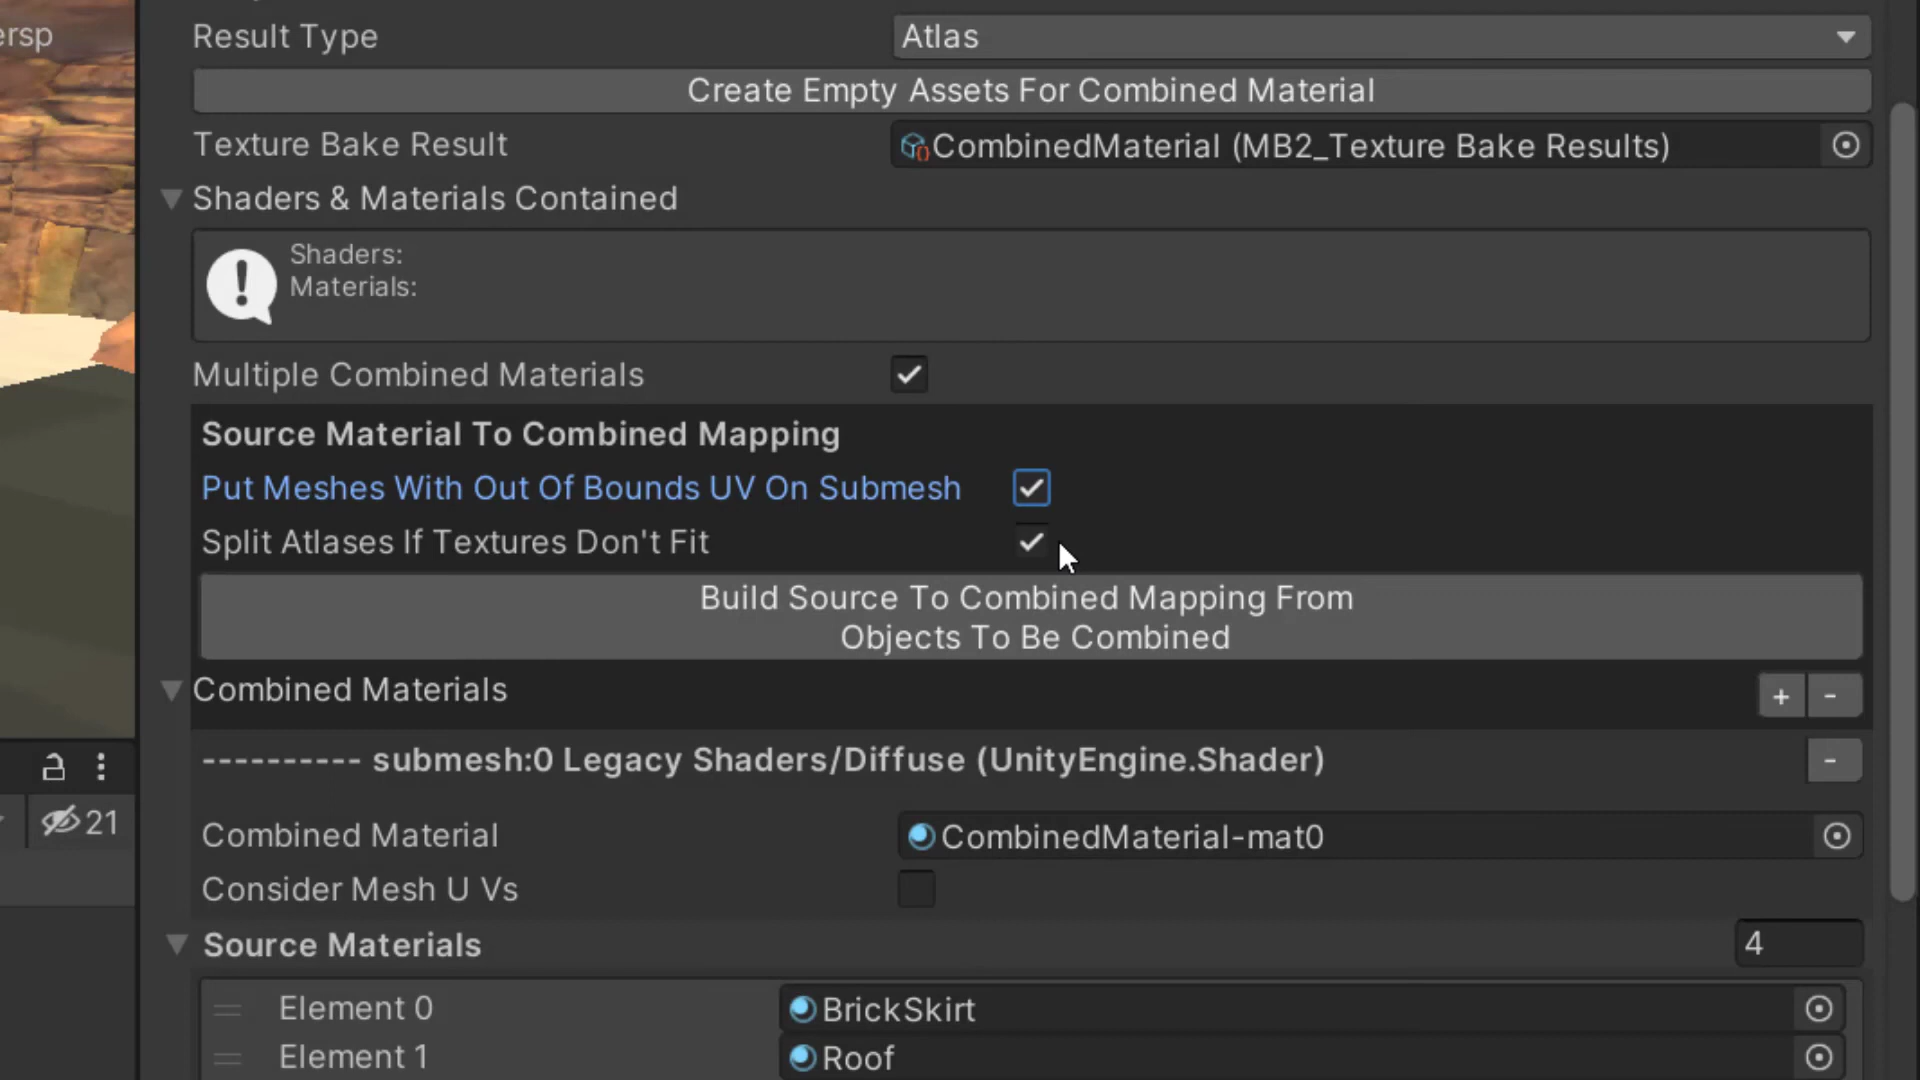 ersp
Result Type
Atlas
Create Empty Assets For Combined Material
Texture Bake Result
CombinedMaterial (MB2_Texture Bake Results)
Shaders & Materials Contained
Shaders:
Materials:
Multiple Combined Materials
Source Material To Combined Mapping
Put Meshes With Out Of Bounds UV On Submesh
Split Atlases If Textures Don't Fit
Build Source To Combined Mapping From
Objects To Be Combined
Combined Materials
+ -
---------- submesh:0 Legacy Shaders/Diffuse (UnityEngine.Shader)
-
21
Combined Material
CombinedMaterial-mat0
Consider Mesh U Vs
Source Materials
4
Element 0
BrickSkirt
Element 1
Roof